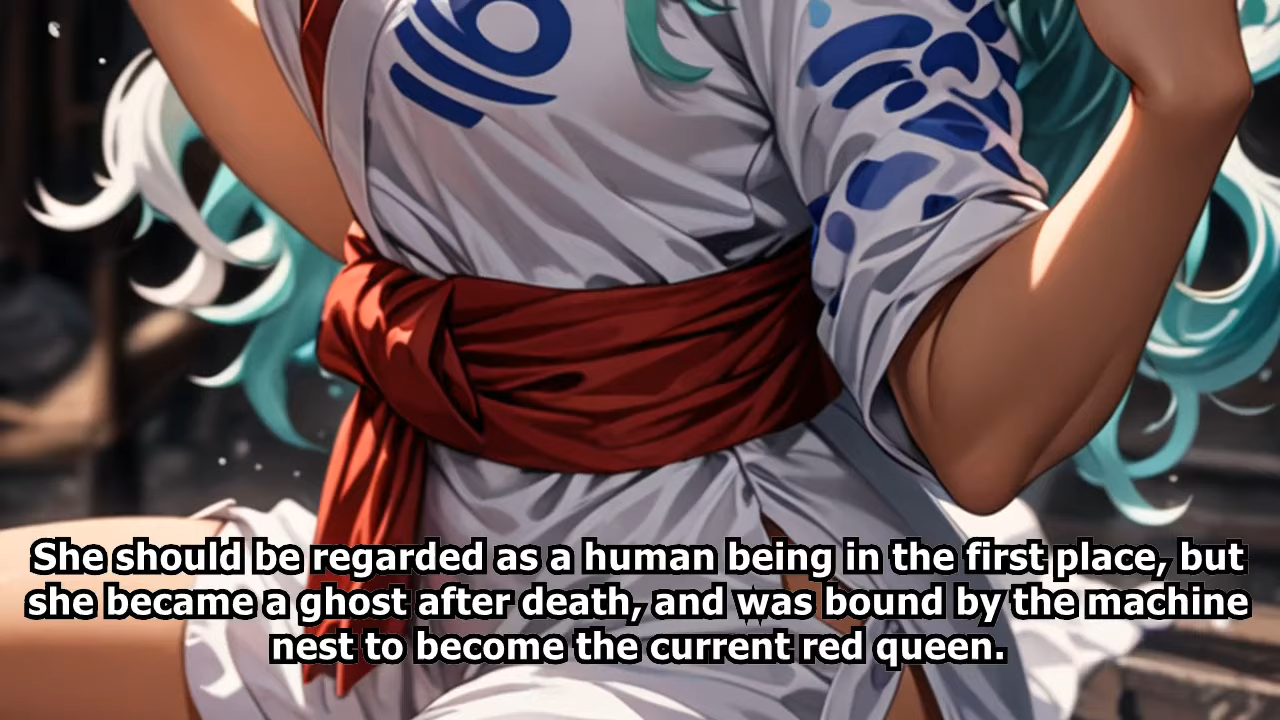 She should be regarded as a human being in the first place, but
she became a ghost after death, and was bound by the machine
nest to become the current red queen.